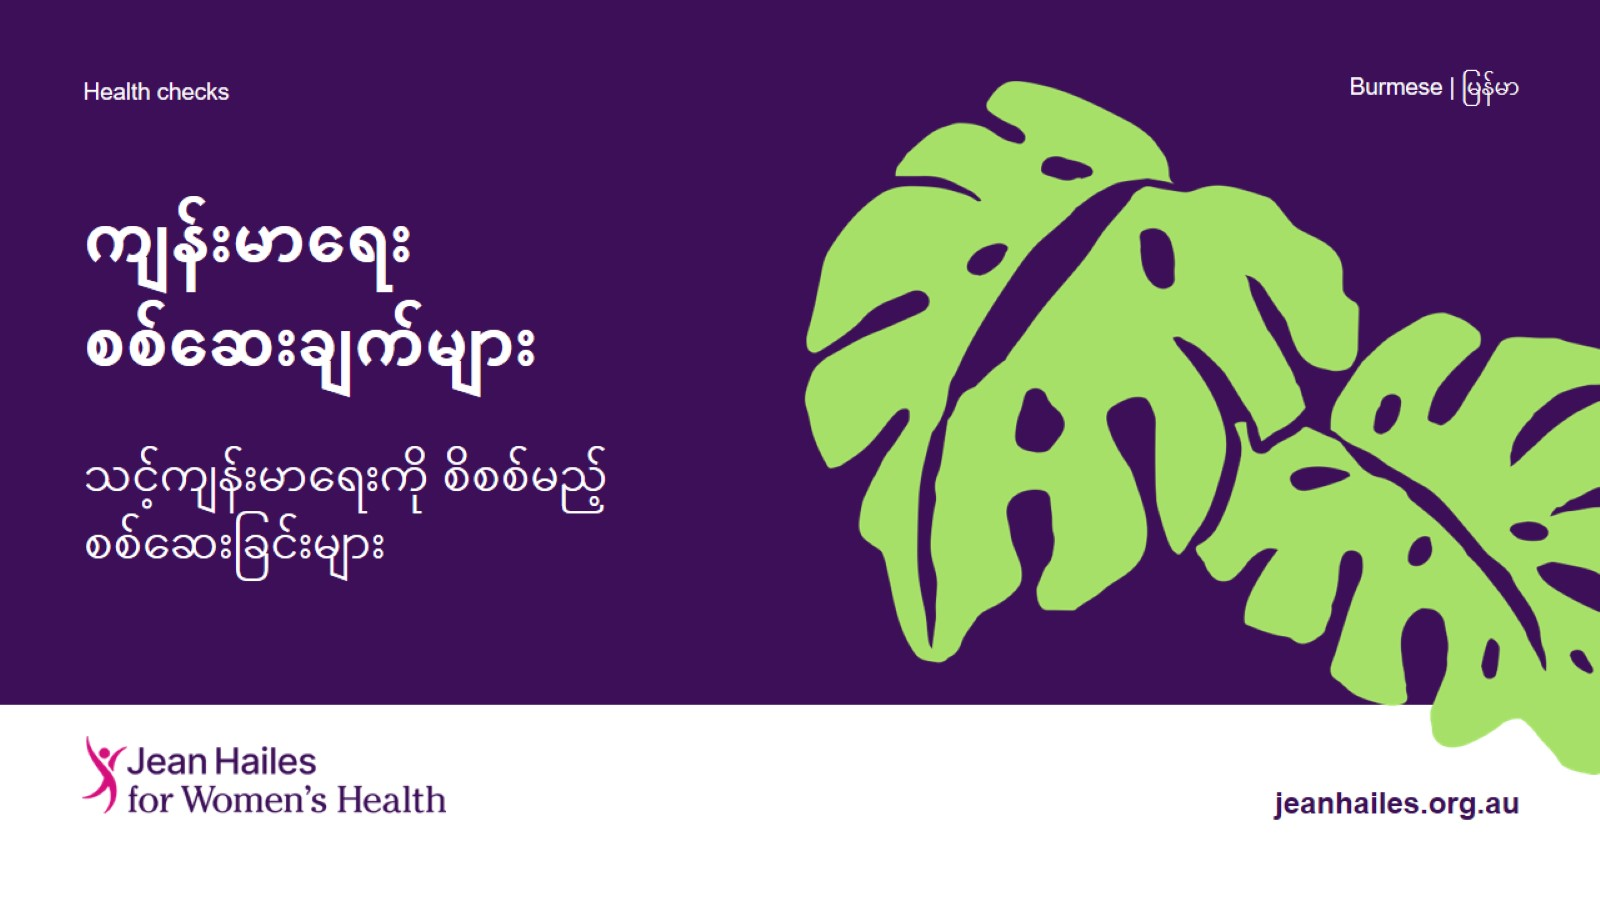 Health checks
Burmese | မြန်မာ
ကျန်းမာရေး
စစ်ဆေးချက်များ
သင့်ကျန်းမာရေးကို စိစစ်မည့်
စစ်ဆေးခြင်းများ
Jean Hailes
for Women's Health
jeanhailes.org.au